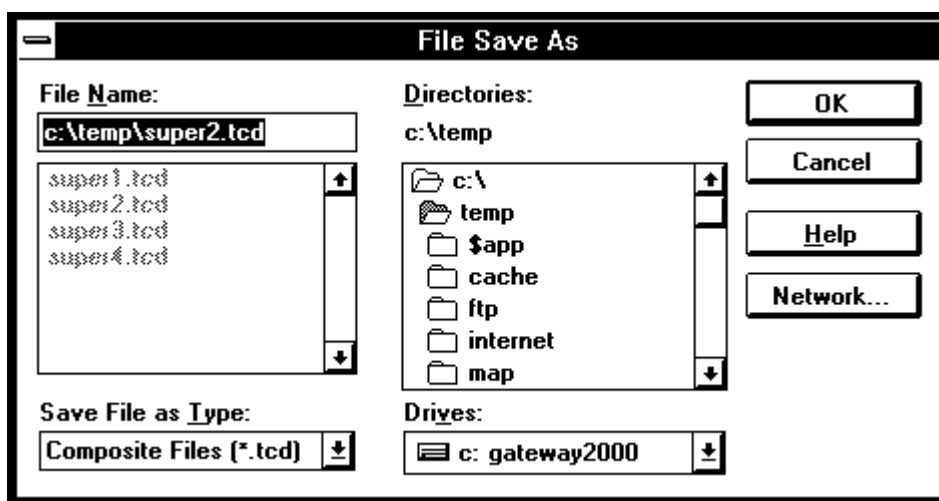 File Save As
File Name:
c:\temp\super2.tcd
super1.tcd
super2.tcd
super3.tcd
super4.tcd
Save File as Type:
Composite Files (*.tcd)
Directories:
c:\temp
c:\
temp
$app
cache
ftp
internet
map
Drives:
c: gateway2000
OK
Cancel
Help
Network...